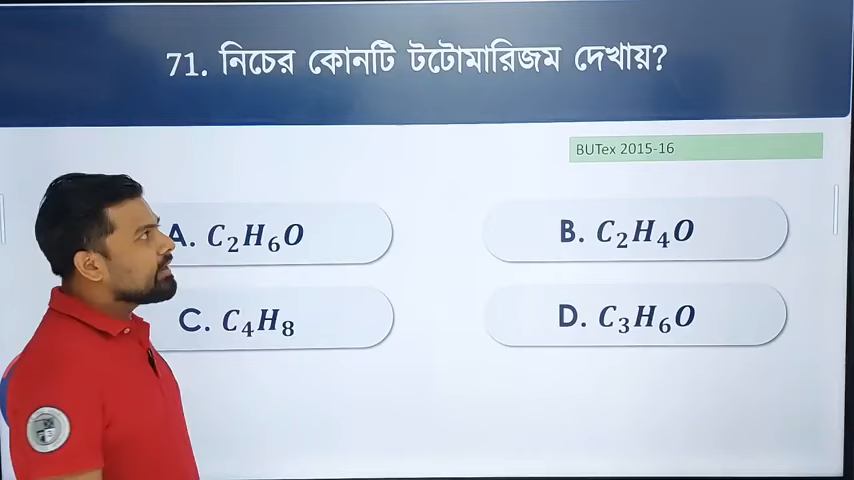 71. নিচের কোনটি টটোমারিজম দেখায়?
BUTex 2015-16
A. C₂H₆O
B. C₂H₄O
C. C₄H₈
D. C₃H₆O